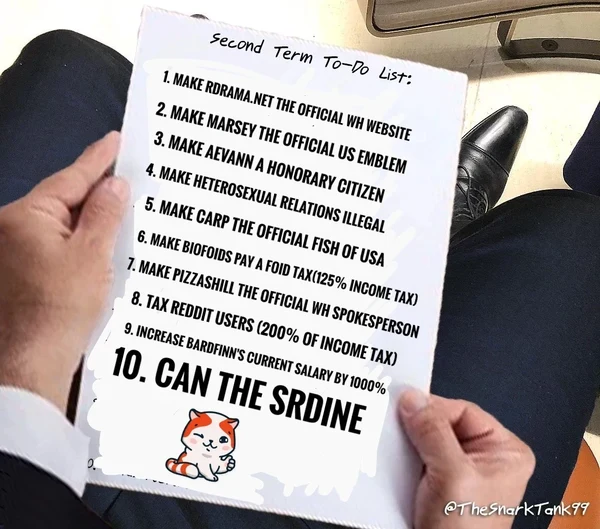 Second Term To-Do List:
1. MAKE RDRAMA.NET THE OFFICIAL WH WEBSITE
2. MAKE MARSEY THE OFFICIAL US EMBLEM
3. MAKE AEVANN A HONORARY CITIZEN
4. MAKE HETEROSEXUAL RELATIONS ILLEGAL
5. MAKE CARP THE OFFICIAL FISH OF USA
6. MAKE BIOFOIDS PAY A FOID TAX(125% INCOME TAX)
7. MAKE PIZZASHILL THE OFFICIAL WH SPOKESPERSON
8. TAX REDDIT USERS (200% OF INCOME TAX)
9. INCREASE BARDFINN'S CURRENT SALARY BY 1000%
10. CAN THE SRDINE
@TheSnarkTank99